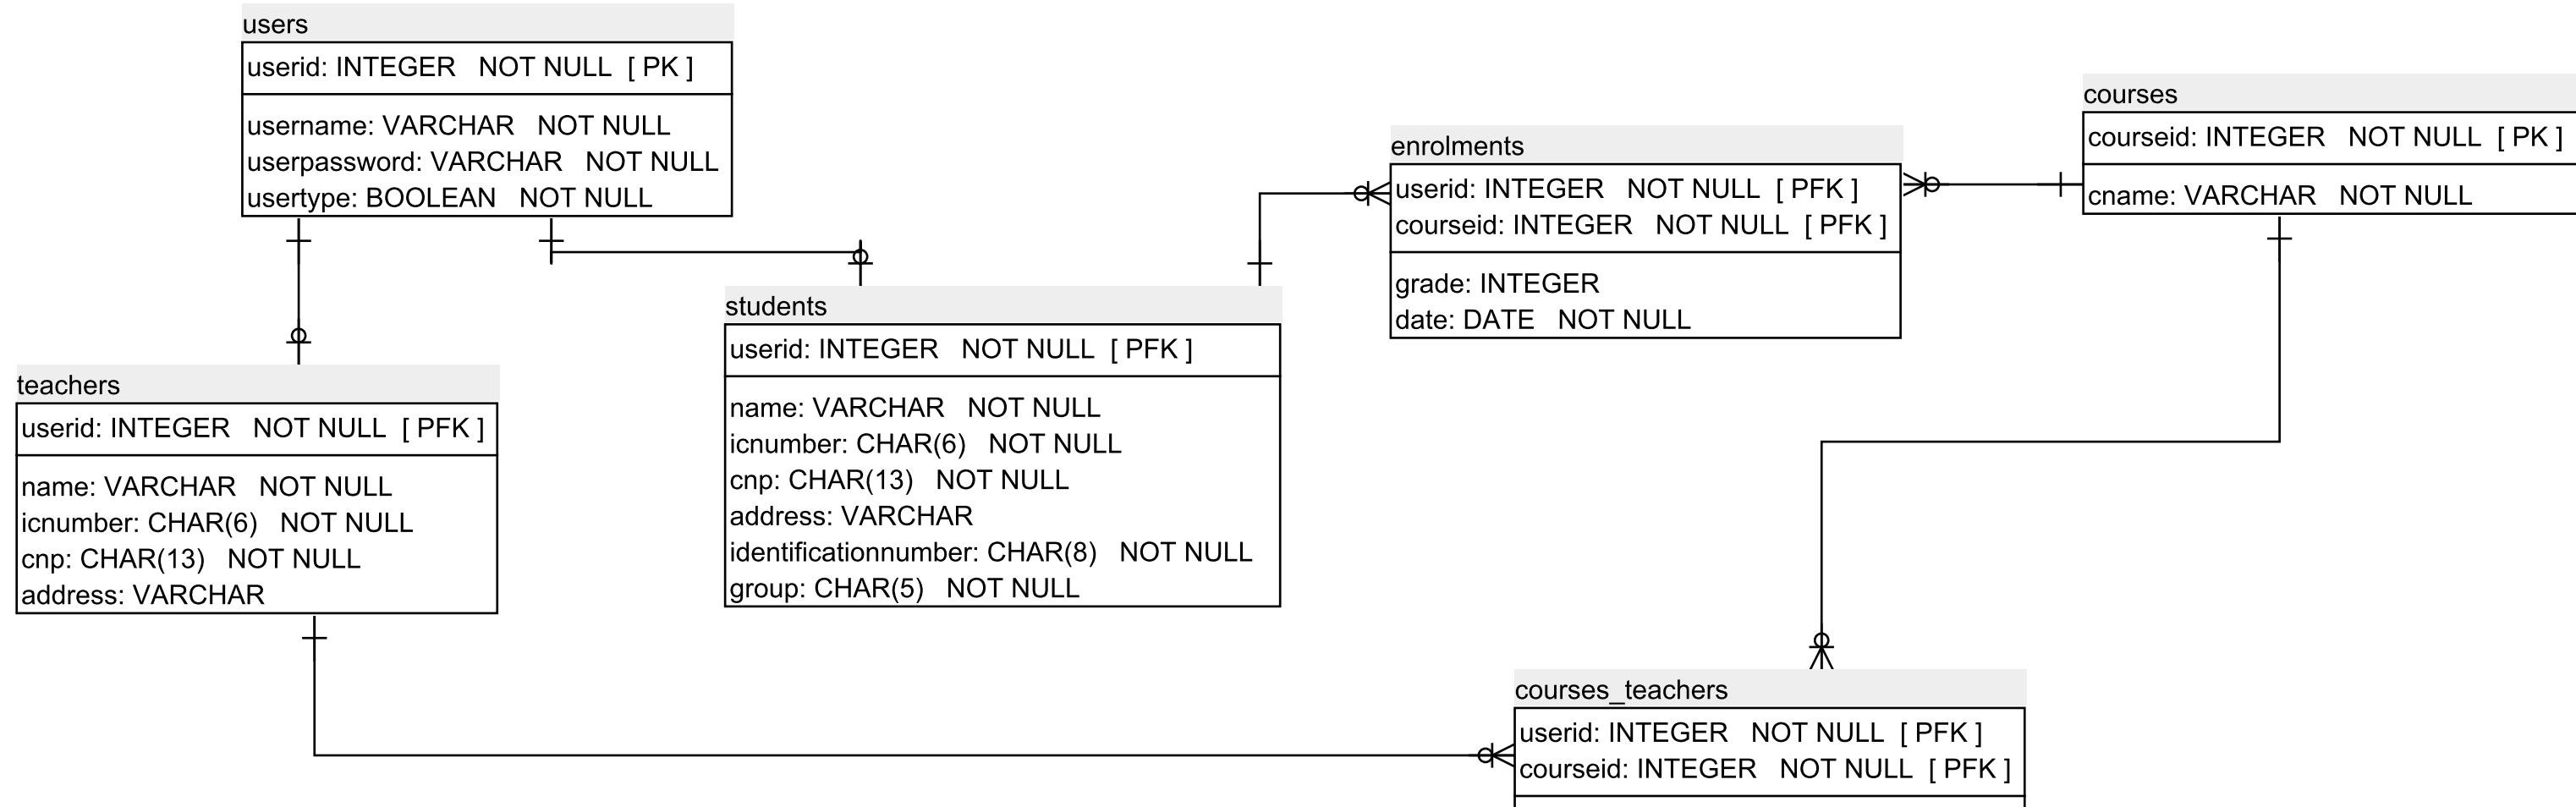 users
userid: INTEGER NOT NULL [ PK ]
username: VARCHAR NOT NULL
userpassword: VARCHAR NOT NULL
usertype: BOOLEAN NOT NULL
teachers
userid: INTEGER NOT NULL [ PFK ]
name: VARCHAR NOT NULL
icnumber: CHAR(6) NOT NULL
cnp: CHAR(13) NOT NULL
address: VARCHAR
students
userid: INTEGER NOT NULL [ PFK ]
name: VARCHAR NOT NULL
icnumber: CHAR(6) NOT NULL
cnp: CHAR(13) NOT NULL
address: VARCHAR
identificationnumber: CHAR(8) NOT NULL
group: CHAR(5) NOT NULL
enrolments
userid: INTEGER NOT NULL [ PFK ]
courseid: INTEGER NOT NULL [ PFK ]
grade: INTEGER
date: DATE NOT NULL
courses
courseid: INTEGER NOT NULL [ PK ]
cname: VARCHAR NOT NULL
courses_teachers
userid: INTEGER NOT NULL [ PFK ]
courseid: INTEGER NOT NULL [ PFK ]